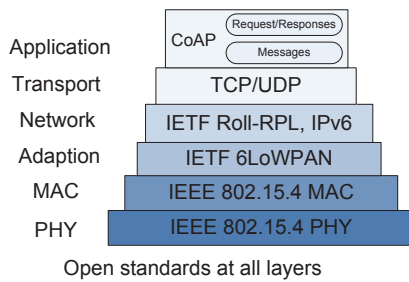 Request/Responses
Application CoAP
Messages
Transport TCP/UDP
Network IETF Roll-RPL, IPv6
Adaption IETF 6LoWPAN
MAC IEEE 802.15.4 MAC
PHY IEEE 802.15.4 PHY
Open standards at all layers